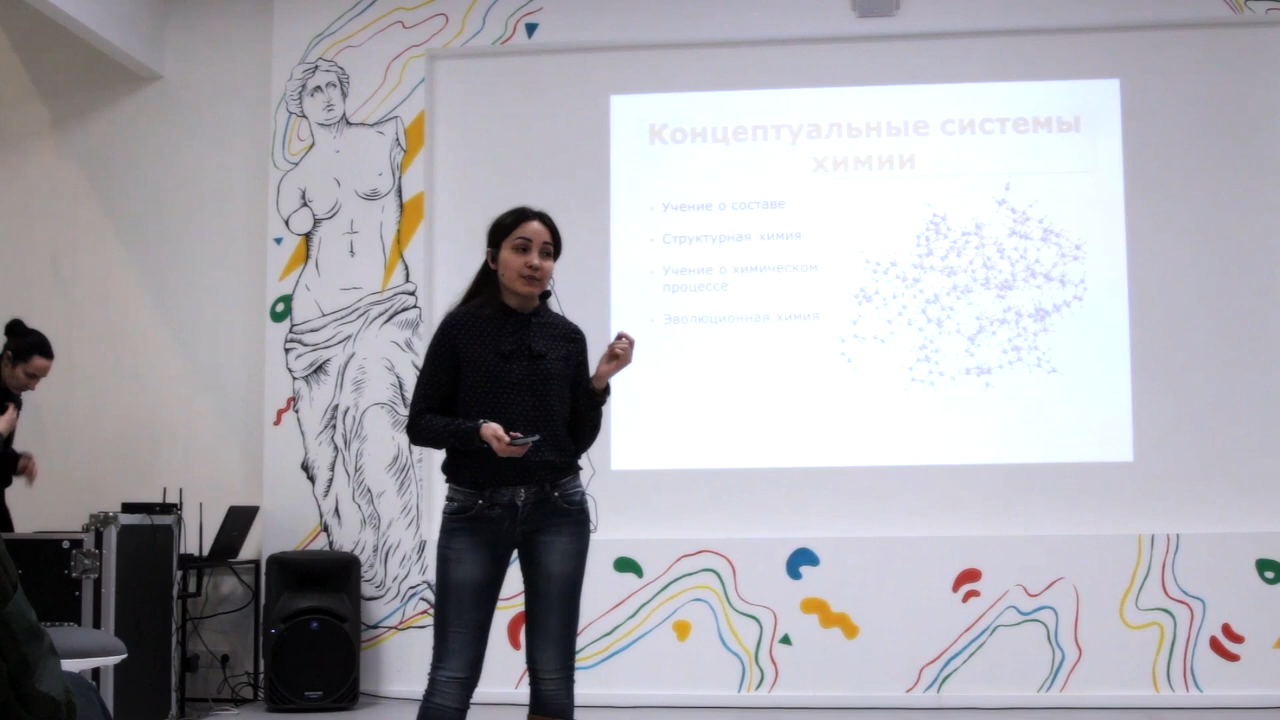 Концептуальные системы
химии
Учение о составе
Структурная химия
Учение о химическом
процессе
Эволюционная химия